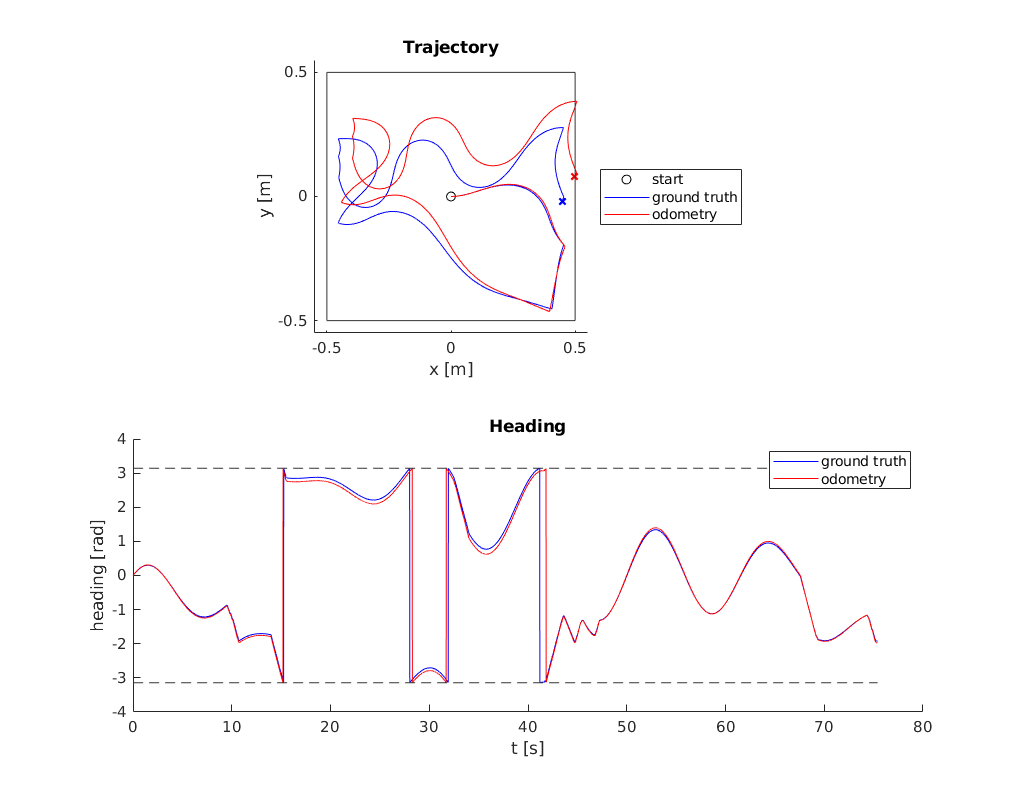 Trajectory
0.5
0
-0.5
y [m]
-0.5
0
0.5
x [m]
start
ground truth
odometry
Heading
4
3
2
1
0
-1
-2
-3
-4
heading [rad]
0
10
20
30
40
50
60
70
80
t [s]
ground truth
odometry